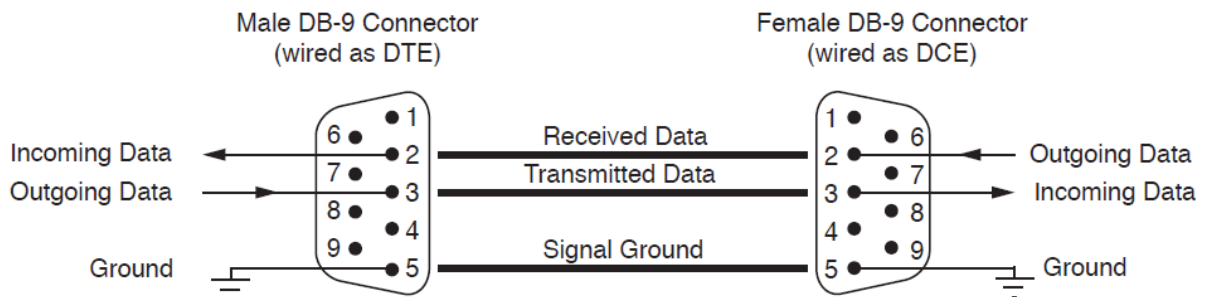 Male DB-9 Connector
(wired as DTE)
Female DB-9 Connector
(wired as DCE)
1
6
2
7
3
8
4
9
5
Incoming Data
Outgoing Data
Ground
Received Data
Transmitted Data
Signal Ground
1
6
2
7
3
8
4
9
5
Outgoing Data
Incoming Data
Ground